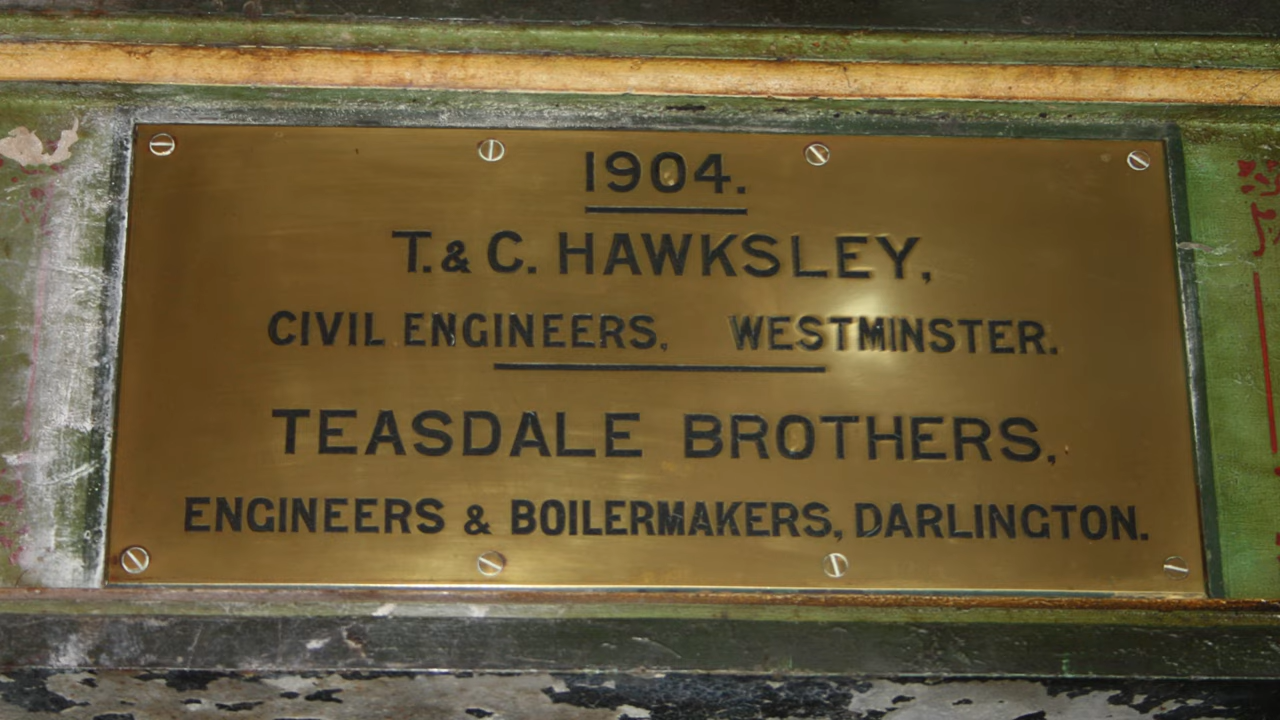 1904.
T. & C. HAWKSLEY,
CIVIL ENGINEERS, WESTMINSTER.
TEASDALE BROTHERS,
ENGINEERS & BOILERMAKERS, DARLINGTON.